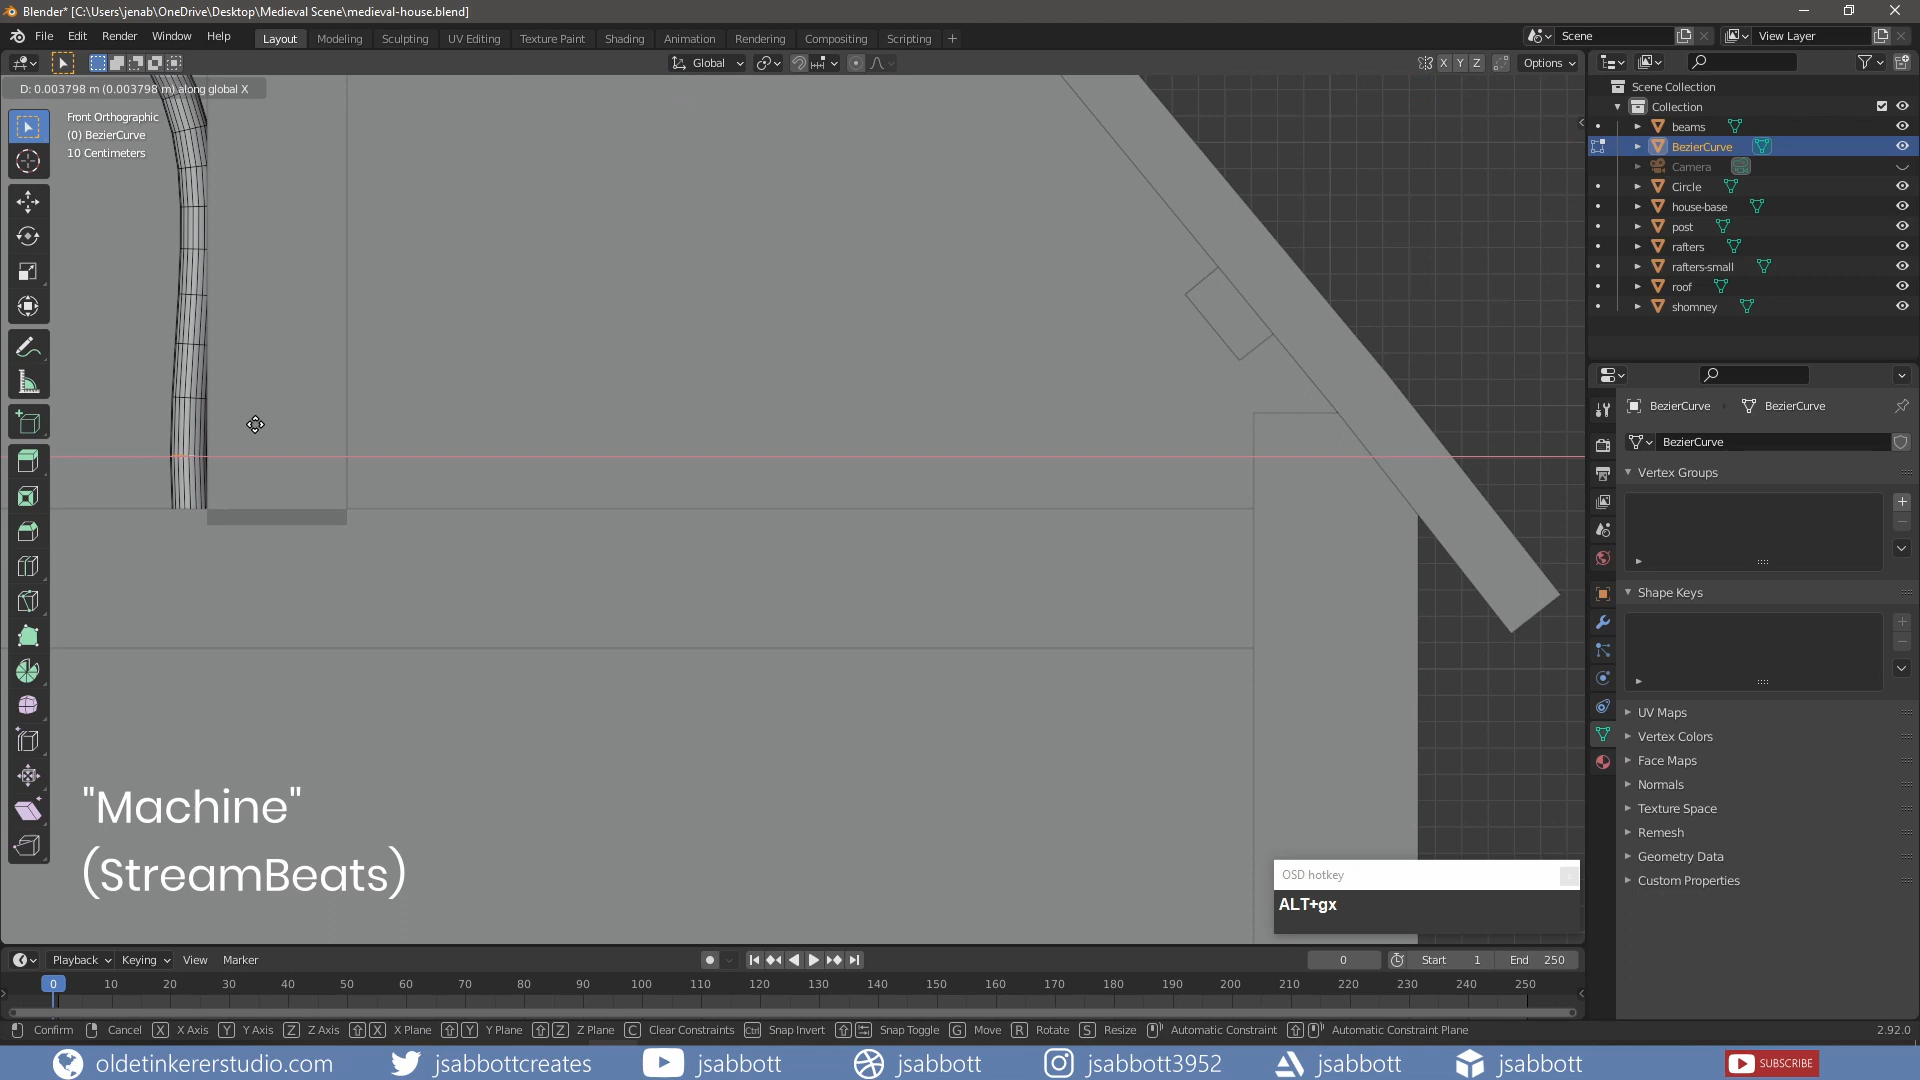 Blender* [C:\Users\jenab\OneDrive\Desktop\Medieval Scene\medieval-house.blend]
File Edit Render Window Help
Layout Modeling Sculpting UV Editing Texture Paint Shading Animation Rendering Compositing Scripting
Scene
View Layer
Global
X Y Z
Options
D: 0.003798 m (0.003798 m) along global X
Front Orthographic
(0) BezierCurve
10 Centimeters
Scene Collection
Collection
beams
BezierCurve
Camera
Circle
house-base
post
rafters
rafters-small
roof
shomney
BezierCurve BezierCurve
BezierCurve
Vertex Groups
Shape Keys
UV Maps
Vertex Colors
Face Maps
Normals
Texture Space
Remesh
Geometry Data
Custom Properties
"Machine"
(StreamBeats)
OSD hotkey
ALT+gx
Playback Keying View Marker
0 Start 1 End 250
0 10 20 30 40 50 60 70 80 90 100 110 120 130 140 150 160 170 180 190 200 210 220 230 240 250
Confirm Cancel X X Axis Y Y Axis Z Z Axis X X Plane Y Y Plane Z Z Plane C Clear Constraints Ctrl Snap Invert Snap Toggle G Move R Rotate S Resize Automatic Constraint Automatic Constraint Plane 2.92.0
oldetinkererstudio.com jsabbottcreates jsabbott jsabbott jsabbott3952 jsabbott jsabbott SUBSCRIBE